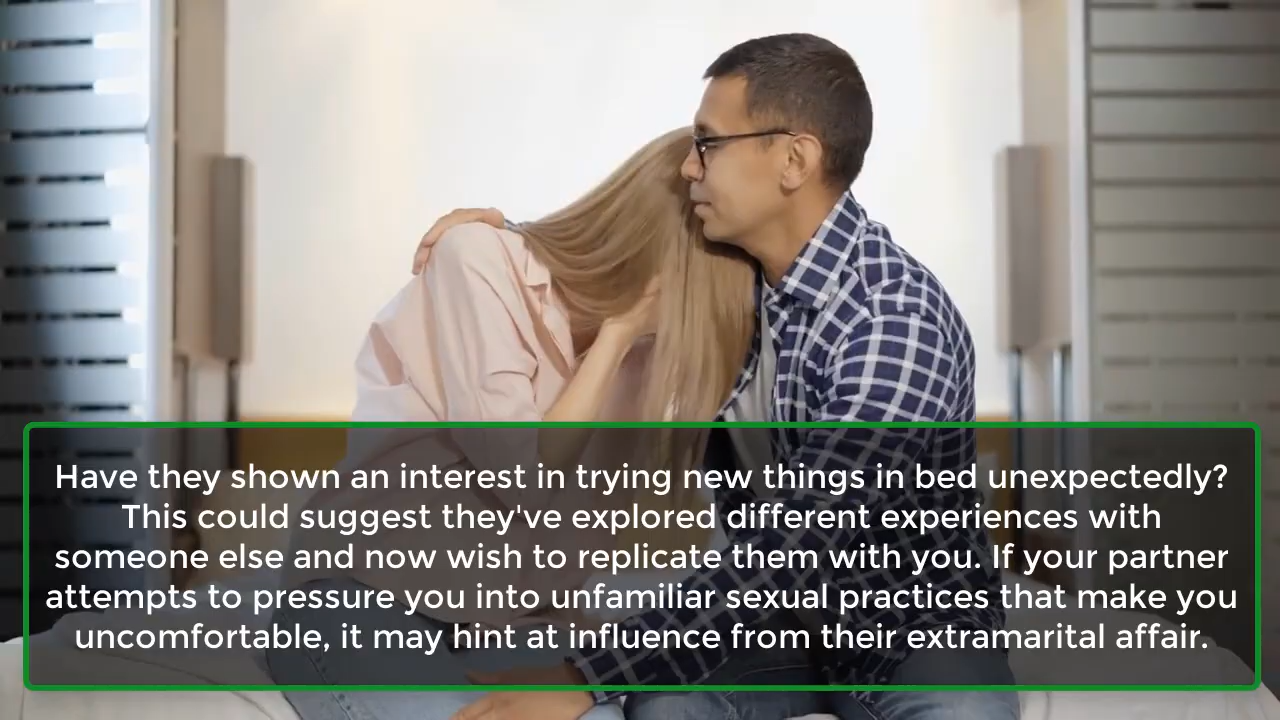 Have they shown an interest in trying new things in bed unexpectedly?
This could suggest they've explored different experiences with
someone else and now wish to replicate them with you. If your partner
attempts to pressure you into unfamiliar sexual practices that make you
uncomfortable, it may hint at influence from their extramarital affair.